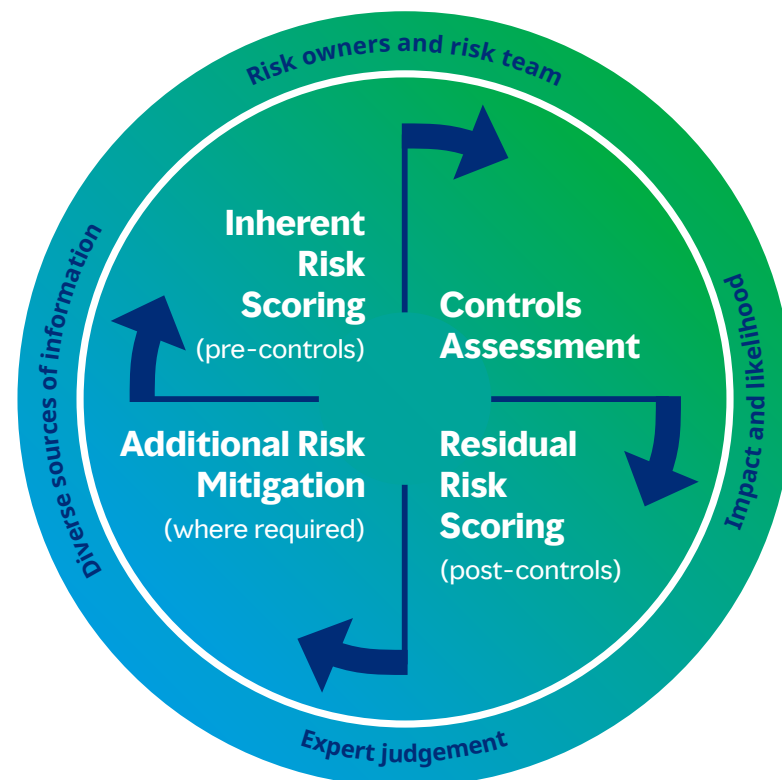 Risk owners and risk team
Inherent
Risk
Scoring
(pre-controls)
Controls
Assessment
Additional Risk
Mitigation
(where required)
Residual
Risk
Scoring
(post-controls)
Diverse sources of information
Impact and likelihood
Expert judgement